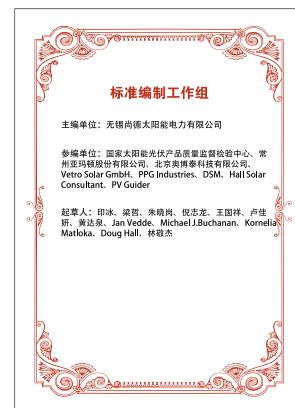 标准编制工作组
主编单位：无锡尚德太阳能电力有限公司
参编单位：国家太阳能光伏产品质量监督检验中心、常
州亚玛顿股份有限公司、北京奥博泰科技有限公司、
Vetro Solar GmbH、PPG Industries、DSM、Hall Solar
Consultant、PV Guider
起草人：印冰、梁哲、朱晓岗、倪志龙、王国祥、卢佳
妍、黄达泉、Jan Vedde、Michael J.Buchanan、Kornelia
Matloka、Doug Hall、林敬杰